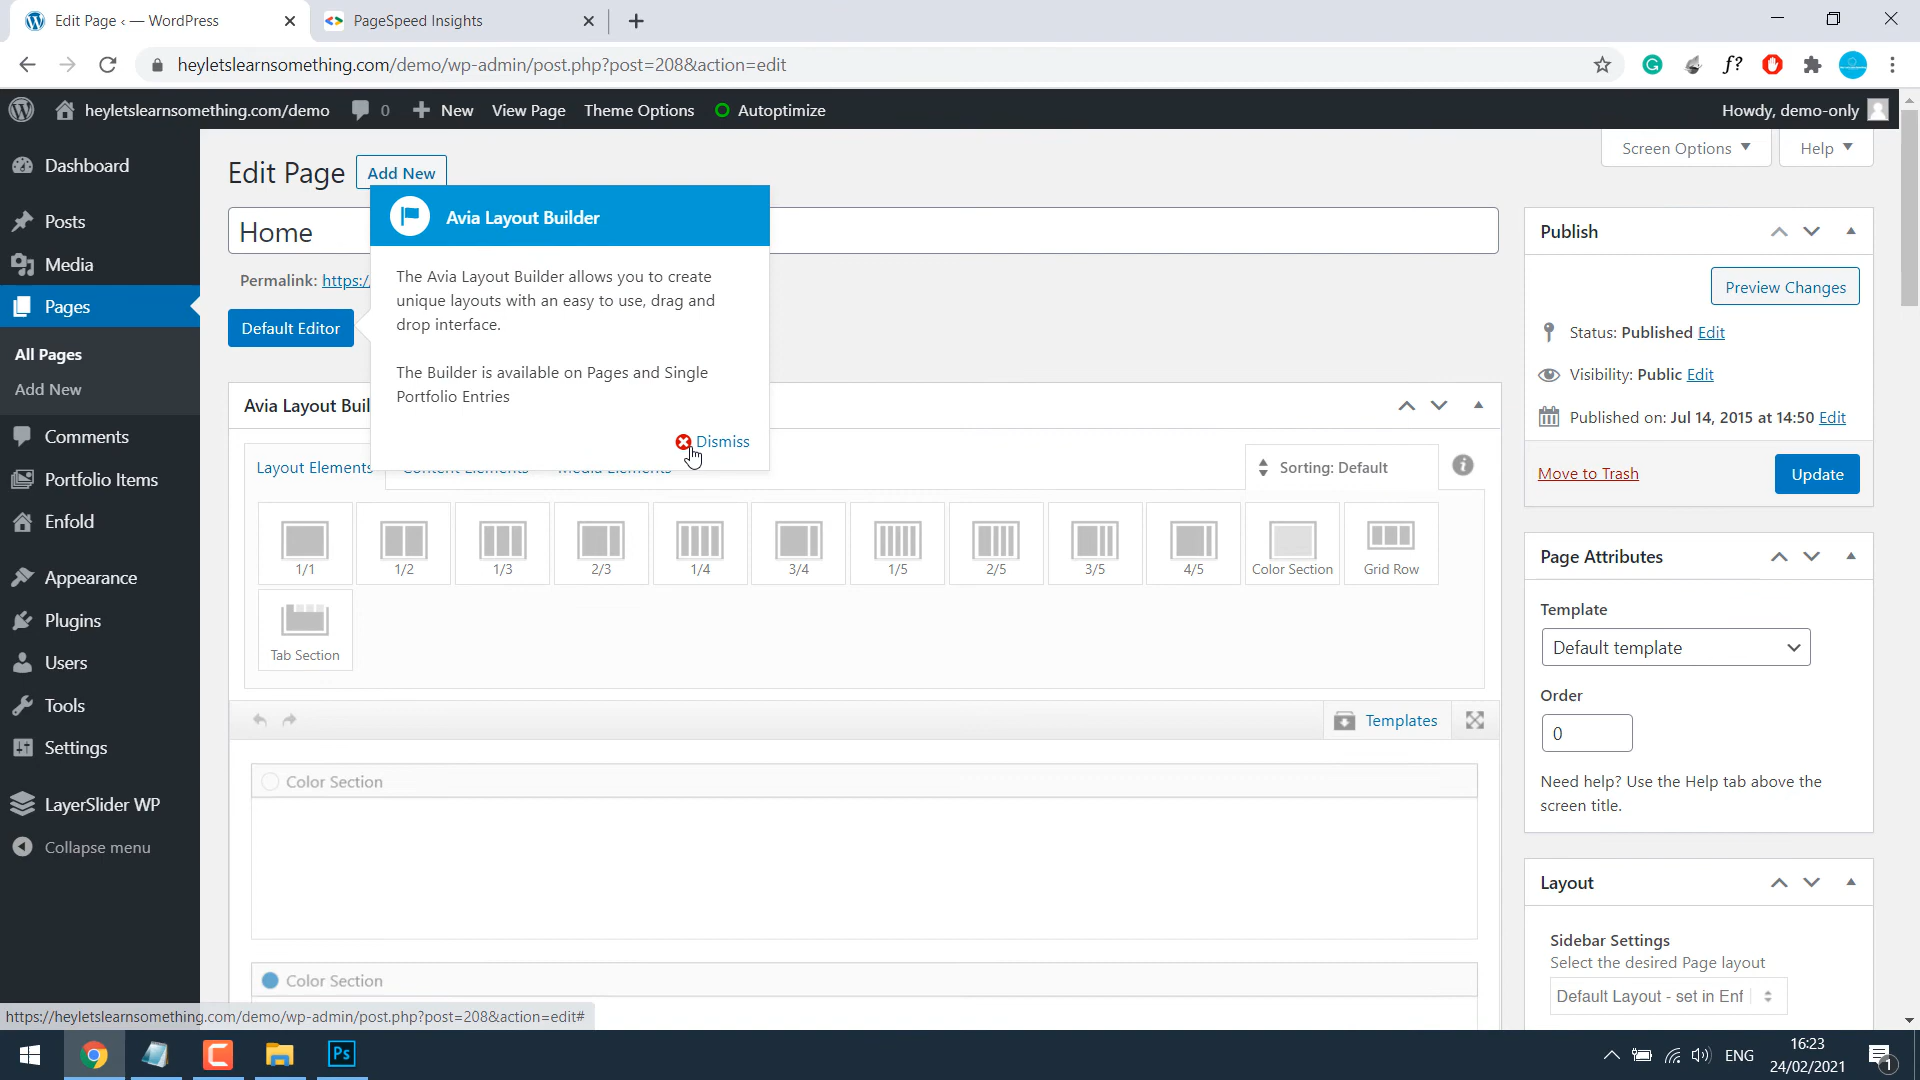 Edit Page ‹ — WordPress
PageSpeed Insights
heyletslearnsomething.com/demo/wp-admin/post.php?post=208&action=edit
f?
heyletslearnsomething.com/demo
0
New
View Page
Theme Options
Autoptimize
Howdy, demo-only
Dashboard
Posts
Media
Pages
All Pages
Add New
Comments
Portfolio Items
Enfold
Appearance
Plugins
Users
Tools
Settings
LayerSlider WP
Collapse menu
Screen Options
Help
Edit Page
Add New
Home
Permalink: https:/
Default Editor
Avia Layout Builder
The Avia Layout Builder allows you to create
unique layouts with an easy to use, drag and
drop interface.
The Builder is available on Pages and Single
Portfolio Entries
Dismiss
Avia Layout Buil
Layout Elements
Content Elements
Media Elements
Sorting: Default
1/1
1/2
1/3
2/3
1/4
3/4
1/5
2/5
3/5
4/5
Color Section
Grid Row
Tab Section
Templates
Color Section
Color Section
Publish
Preview Changes
Status: Published Edit
Visibility: Public Edit
Published on: Jul 14, 2015 at 14:50 Edit
Move to Trash
Update
Page Attributes
Template
Default template
Order
0
Need help? Use the Help tab above the
screen title.
Layout
Sidebar Settings
Select the desired Page layout
Default Layout - set in Enf
https://heyletslearnsomething.com/demo/wp-admin/post.php?post=208&action=edit#
Ps
ENG
16:23
24/02/2021
1